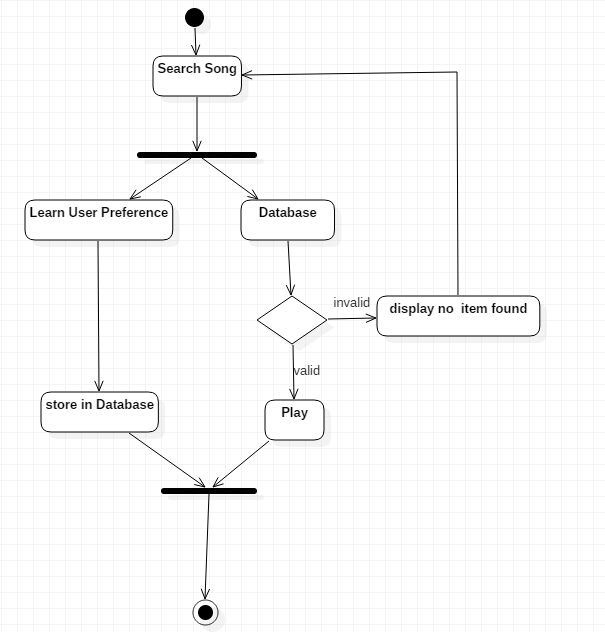 Search Song
Learn User Preference
Database
invalid
display no  item found
valid
store in Database
Play